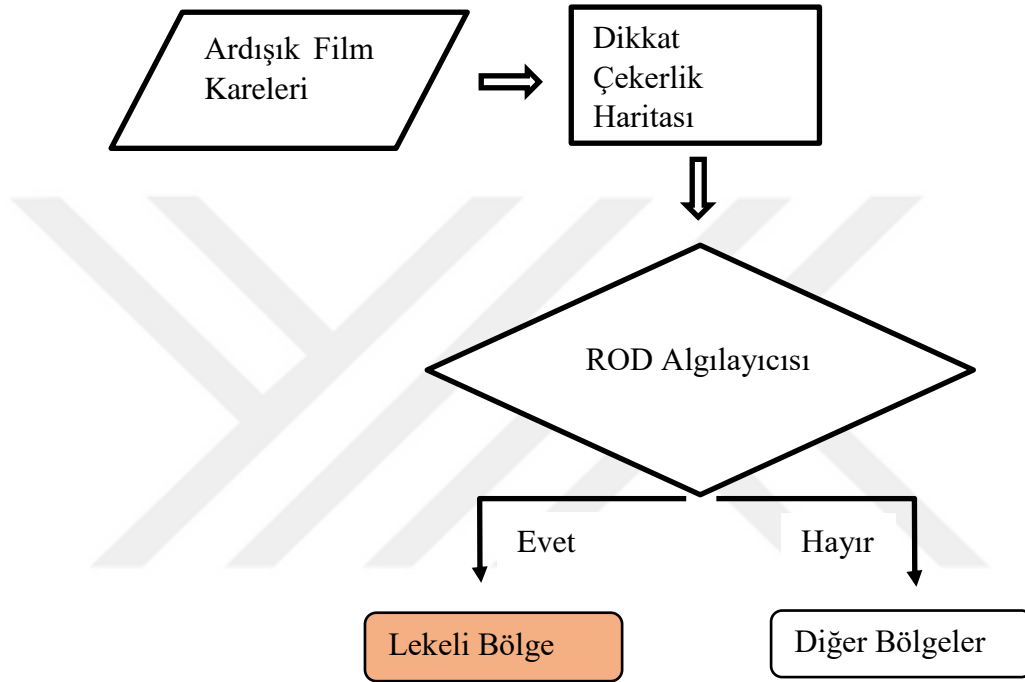 Ardışık Film
Kareleri
Dikkat
Çekerlik
Haritası
ROD Algılayıcısı
Evet
Hayır
Lekeli Bölge
Diğer Bölgeler